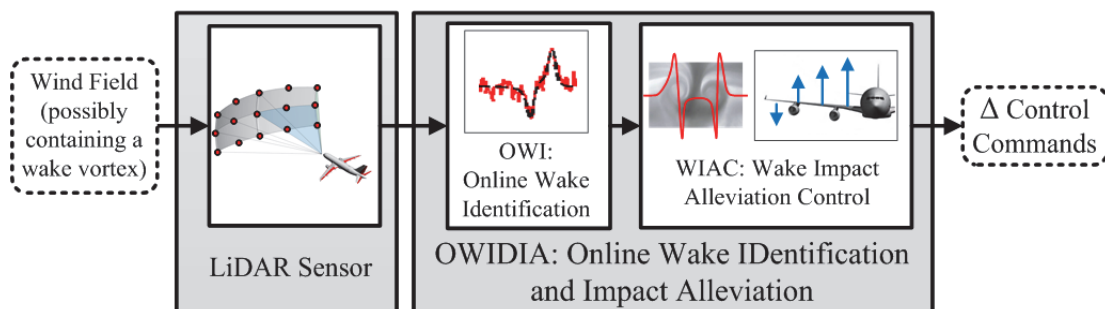 Wind Field
(possibly
containing a
wake vortex)
LiDAR Sensor
OWI:
Online Wake
Identification
WIAC: Wake Impact
Alleviation Control
OWIDIA: Online Wake IDentification
and Impact Alleviation
Δ Control
Commands